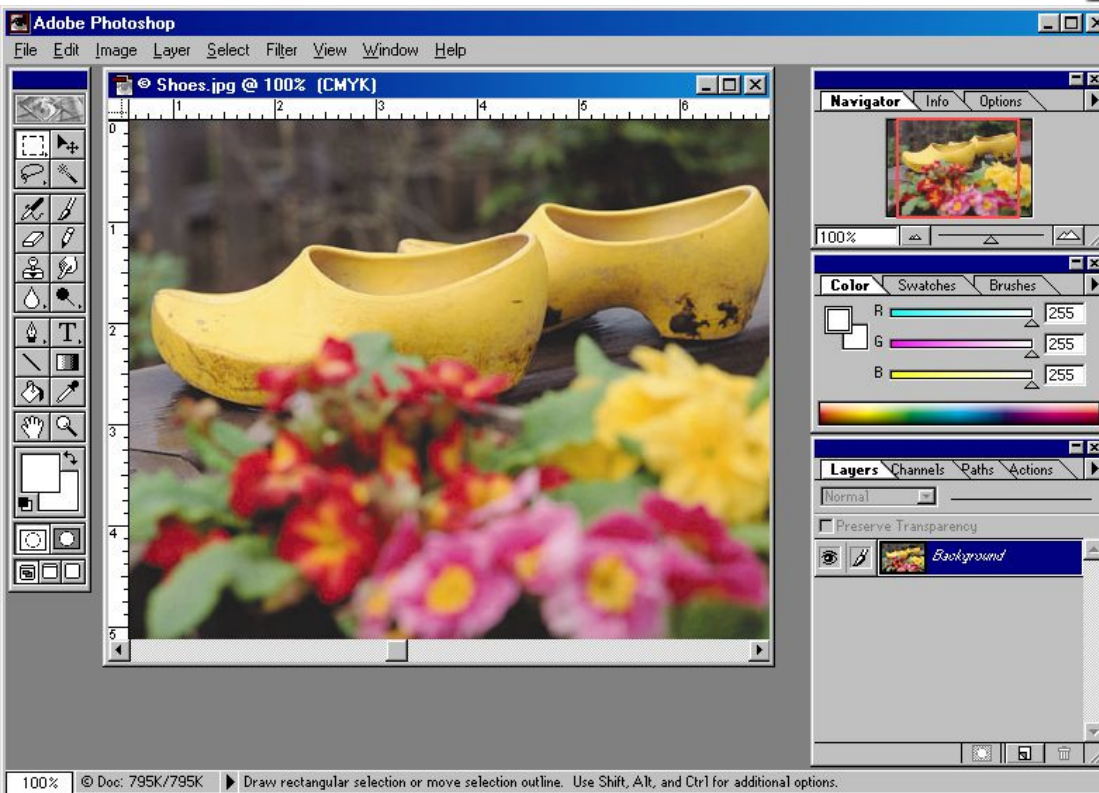 Adobe Photoshop
File Edit Image Layer Select Filter View Window Help
© Shoes.jpg @ 100% (CMYK)
1 2 3 4 5 6
0
1
2
3
4
5
Navigator Info Options
100%
Color Swatches Brushes
R 255
G 255
B 255
Layers Channels Paths Actions
Normal
Preserve Transparency
Background
T
100% © Doc: 795K/795K Draw rectangular selection or move selection outline. Use Shift, Alt, and Ctrl for additional options.